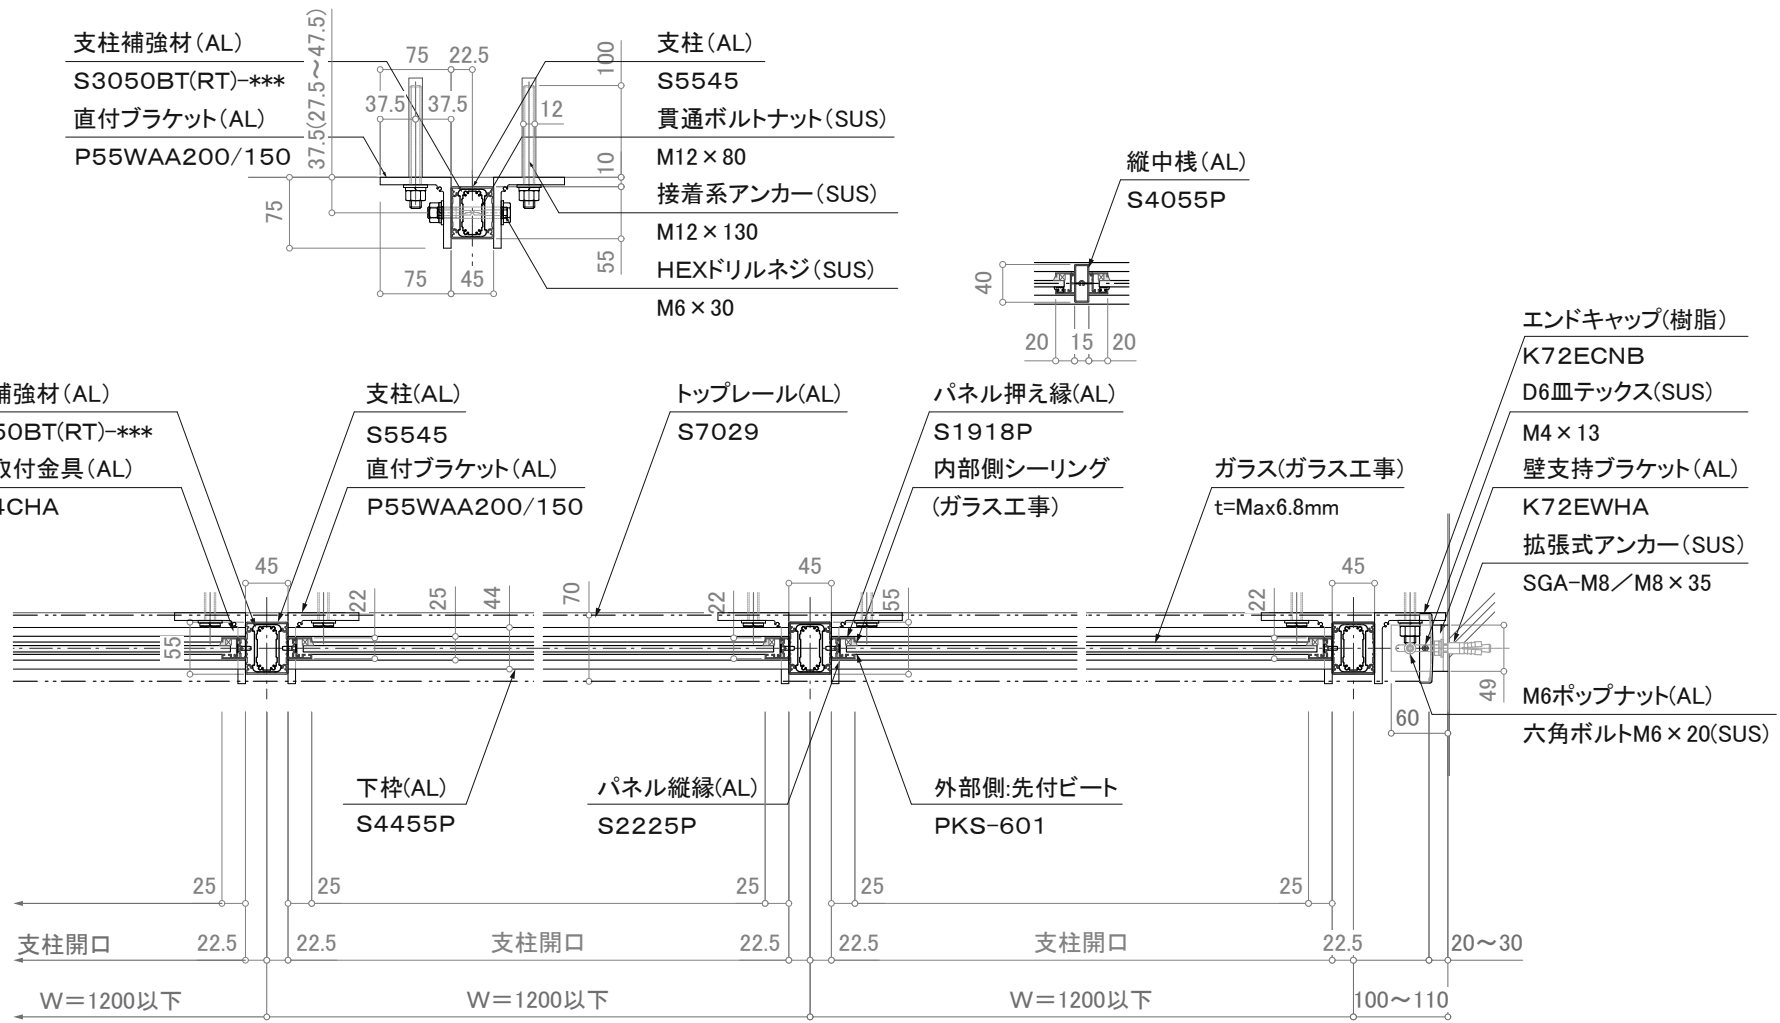 支柱補強材(AL)
S3050BT(RT)-***
直付ブラケット(AL)
P55WAA200/150
37.5(27.5～47.5)
75
22.5
37.5
37.5
12
100
10
55
75
75
45
支柱(AL)
S5545
貫通ボルトナット(SUS)
M12×80
接着系アンカー(SUS)
M12×130
HEXドリルネジ(SUS)
M6×30
縦中桟(AL)
S4055P
40
20
15
20
エンドキャップ(樹脂)
K72ECNB
D6皿テックス(SUS)
M4×13
壁支持ブラケット(AL)
K72EWHA
拡張式アンカー(SUS)
SGA-M8／M8×35
補強材(AL)
50BT(RT)-***
取付金具(AL)
4CHA
支柱(AL)
S5545
直付ブラケット(AL)
P55WAA200/150
トップレール(AL)
S7029
パネル押え縁(AL)
S1918P
内部側シーリング
(ガラス工事)
ガラス(ガラス工事)
t=Max6.8mm
45
45
45
55
22
25
44
70
22
55
22
49
60
M6ポップナット(AL)
六角ボルトM6×20(SUS)
下枠(AL)
S4455P
パネル縦縁(AL)
S2225P
外部側:先付ビート
PKS-601
25
25
25
25
25
支柱開口
22.5
22.5
支柱開口
22.5
22.5
支柱開口
22.5
20～30
W＝1200以下
W＝1200以下
W＝1200以下
100～110